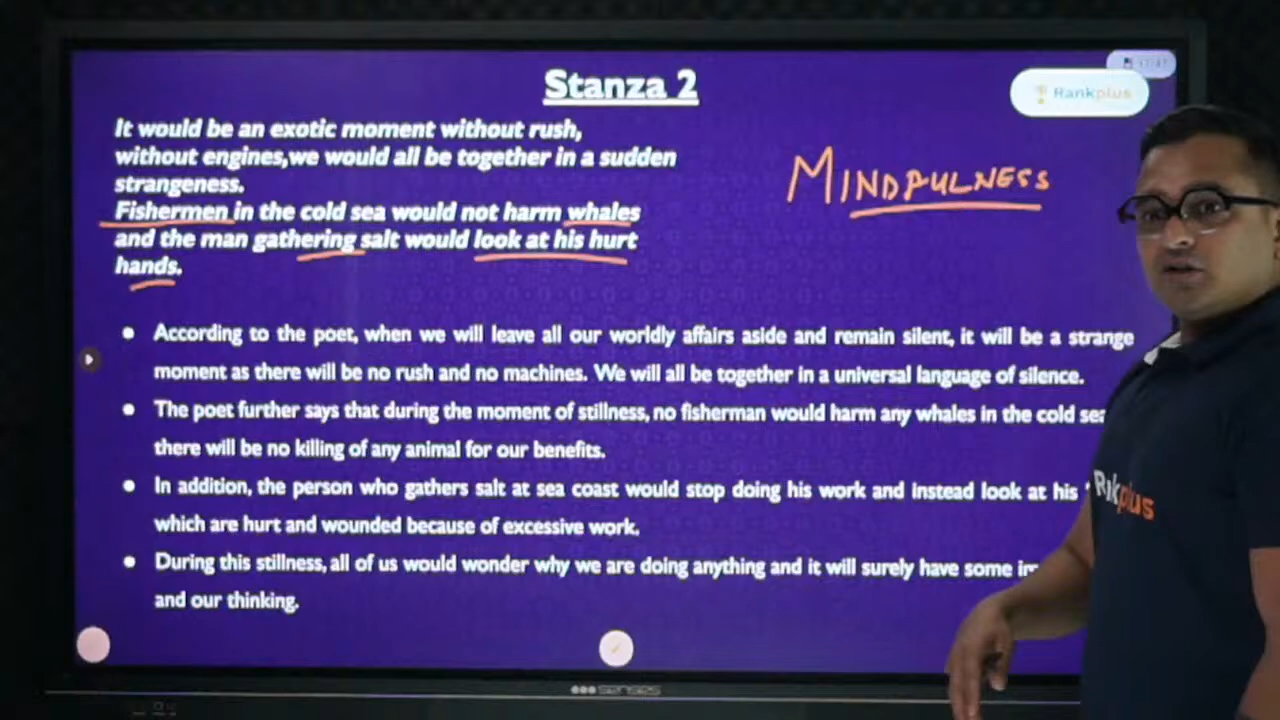 Stanza 2
Rankplus
It would be an exotic moment without rush,
without engines,we would all be together in a sudden
strangeness.
Fishermen in the cold sea would not harm whales
and the man gathering salt would look at his hurt
hands.
MINDFULNESS
• According to the poet, when we will leave all our worldly affairs aside and remain silent, it will be a strange
moment as there will be no rush and no machines. We will all be together in a universal language of silence.
• The poet further says that during the moment of stillness, no fisherman would harm any whales in the cold
there will be no killing of any animal for our benefits.
• In addition, the person who gathers salt at sea coast would stop doing his work and instead look at his
which are hurt and wounded because of excessive work.
• During this stillness, all of us would wonder why we are doing anything and it will surely have some
and our thinking.
plus
senses